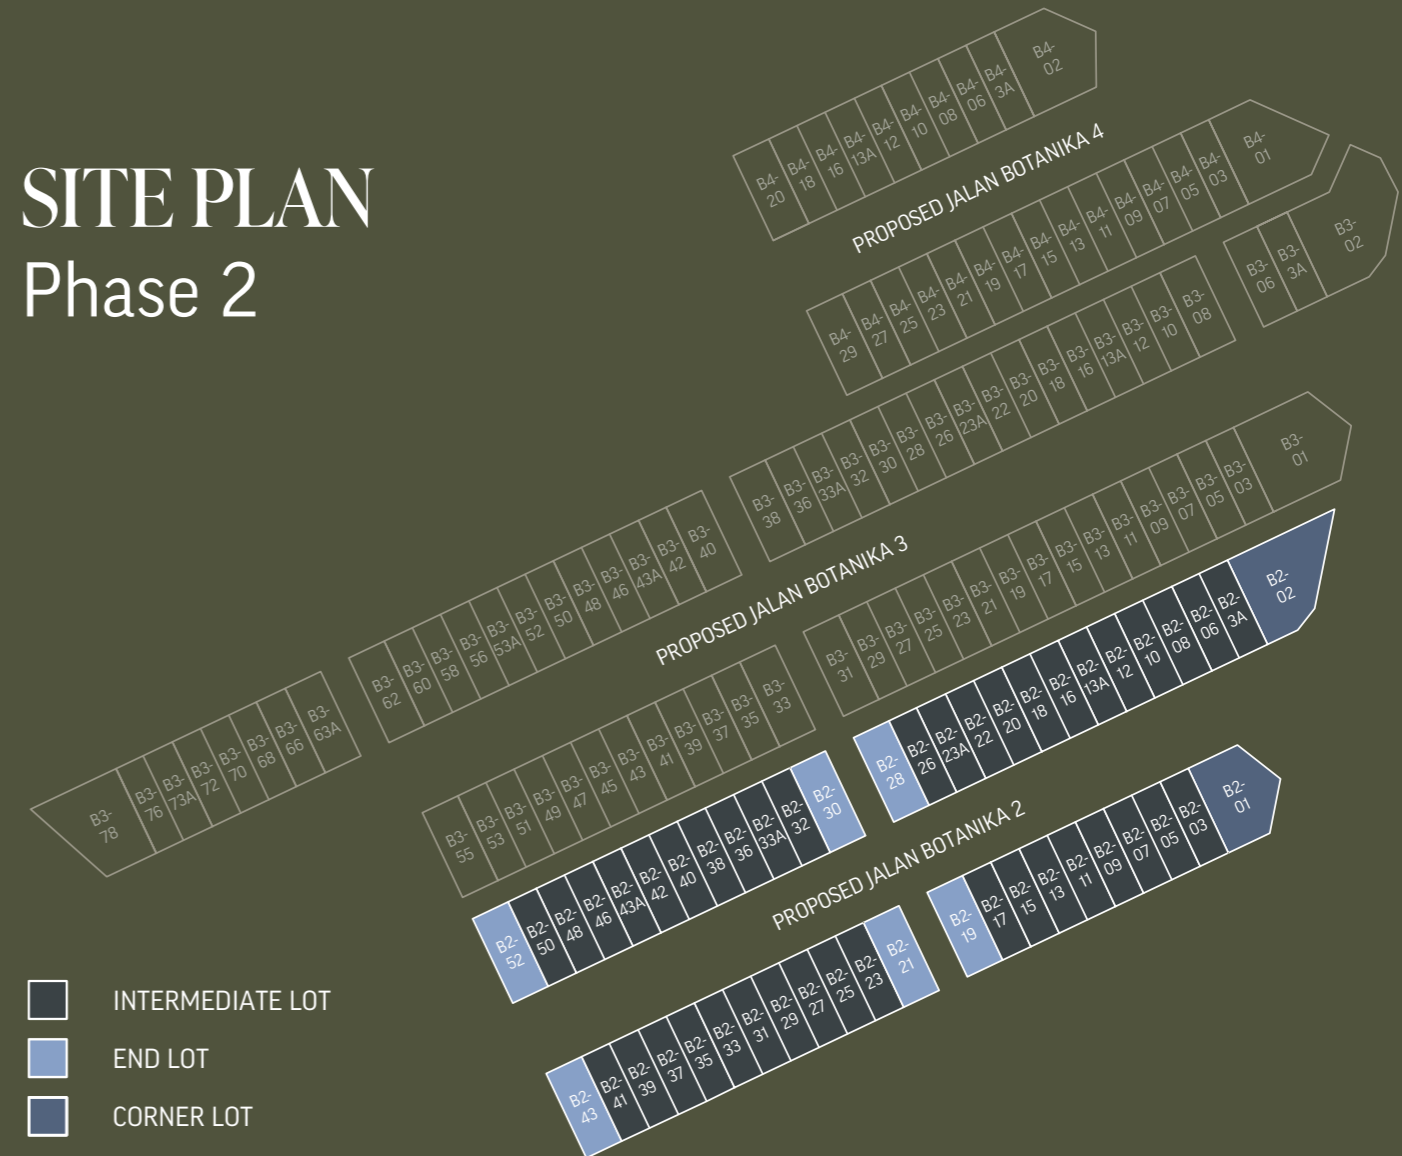 SITE PLAN
Phase 2
B4-
20
B4-
18
B4-
16
B4-
13A
B4-
12
B4-
10
B4-
08
B4-
06
B4-
3A
B4-
02
PROPOSED JALAN BOTANIKA 4
B4-
29
B4-
27
B4-
25
B4-
23
B4-
21
B4-
19
B4-
17
B4-
15
B4-
13
B4-
11
B4-
09
B4-
07
B4-
05
B4-
03
B4-
01
B3-
78
B3-
76
B3-
73A
B3-
72
B3-
70
B3-
68
B3-
66
B3-
63A
B3-
62
B3-
60
B3-
58
B3-
56
B3-
53A
B3-
52
B3-
50
B3-
48
B3-
46
B3-
43A
B3-
42
B3-
40
B3-
38
B3-
36
B3-
33A
B3-
32
B3-
30
B3-
28
B3-
26
B3-
23A
B3-
22
B3-
20
B3-
18
B3-
16
B3-
13A
B3-
12
B3-
10
B3-
08
B3-
06
B3-
3A
B3-
02
PROPOSED JALAN BOTANIKA 3
B3-
55
B3-
53
B3-
51
B3-
49
B3-
47
B3-
45
B3-
43
B3-
41
B3-
39
B3-
37
B3-
35
B3-
33
B3-
31
B3-
29
B3-
27
B3-
25
B3-
23
B3-
21
B3-
19
B3-
17
B3-
15
B3-
13
B3-
11
B3-
09
B3-
07
B3-
05
B3-
03
B3-
01
B2-
52
B2-
50
B2-
48
B2-
46
B2-
43A
B2-
42
B2-
40
B2-
38
B2-
36
B2-
33A
B2-
32
B2-
30
B2-
28
B2-
26
B2-
23A
B2-
22
B2-
20
B2-
18
B2-
16
B2-
13A
B2-
12
B2-
10
B2-
08
B2-
06
B2-
3A
B2-
02
PROPOSED JALAN BOTANIKA 2
B2-
43
B2-
41
B2-
39
B2-
37
B2-
35
B2-
33
B2-
31
B2-
29
B2-
27
B2-
25
B2-
23
B2-
21
B2-
19
B2-
17
B2-
15
B2-
13
B2-
11
B2-
09
B2-
07
B2-
05
B2-
03
B2-
01
INTERMEDIATE LOT
END LOT
CORNER LOT